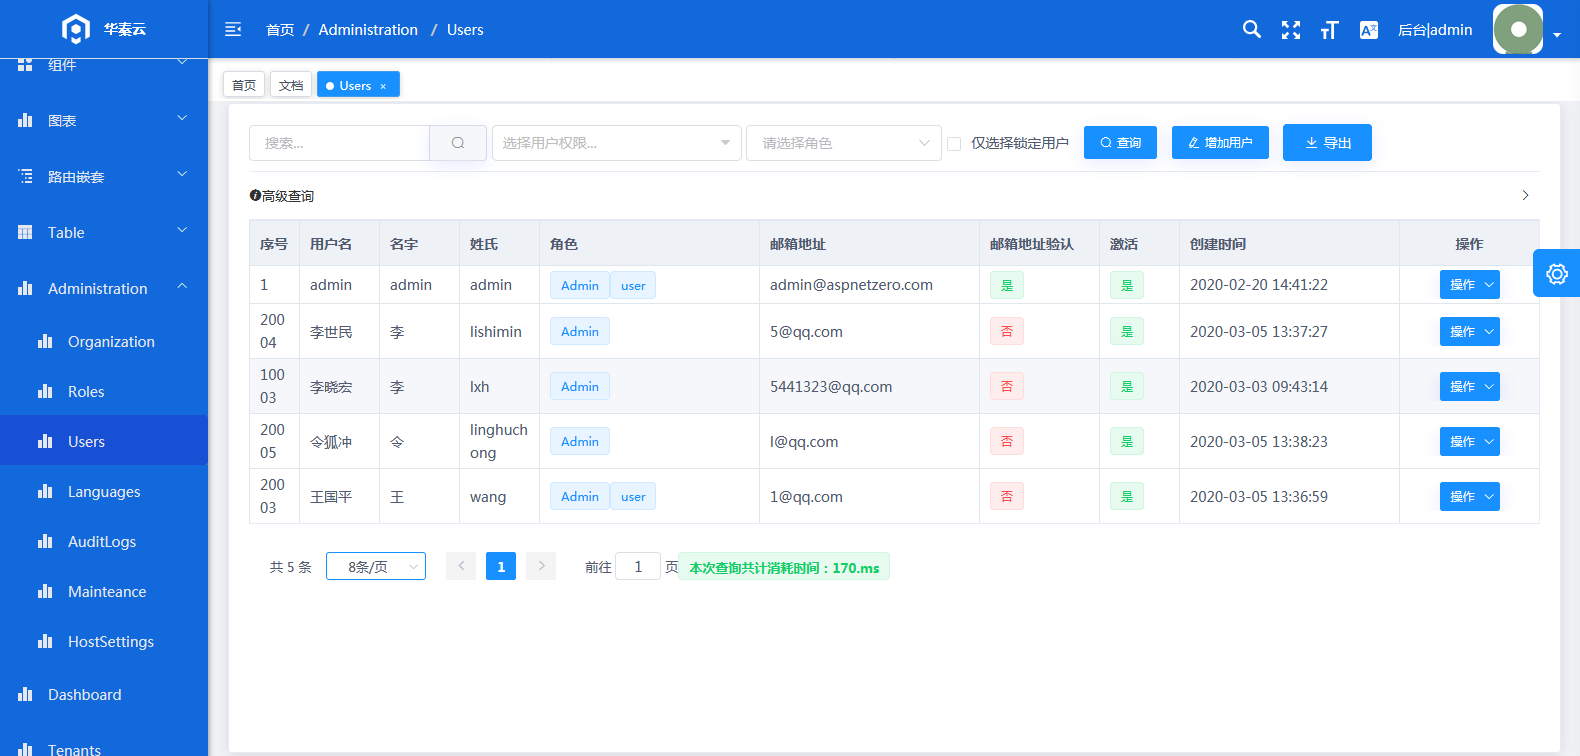 华秦云
首页 / Administration / Users
后台|admin
组件
图表
路由嵌套
Table
Administration
Organization
Roles
Users
Languages
AuditLogs
Mainteance
HostSettings
Dashboard
Tenants
首页 文档 Users ×
搜索... 选择用户权限... 请选择角色 仅选择锁定用户 查询 增加用户 导出
高级查询
序号 用户名 名字 姓氏 角色 邮箱地址 邮箱地址验认 激活 创建时间 操作
1 admin admin admin Admin user admin@aspnetzero.com 是 是 2020-02-20 14:41:22 操作
200
04 李世民 李 lishimin Admin 5@qq.com 否 是 2020-03-05 13:37:27 操作
100
03 李晓宏 李 lxh Admin 5441323@qq.com 否 是 2020-03-03 09:43:14 操作
200
05 令狐冲 令 linghuch
ong Admin l@qq.com 否 是 2020-03-05 13:38:23 操作
200
03 王国平 王 wang Admin user 1@qq.com 否 是 2020-03-05 13:36:59 操作
共 5 条 8条/页 1 前往 1 页 本次查询共计消耗时间：170.ms